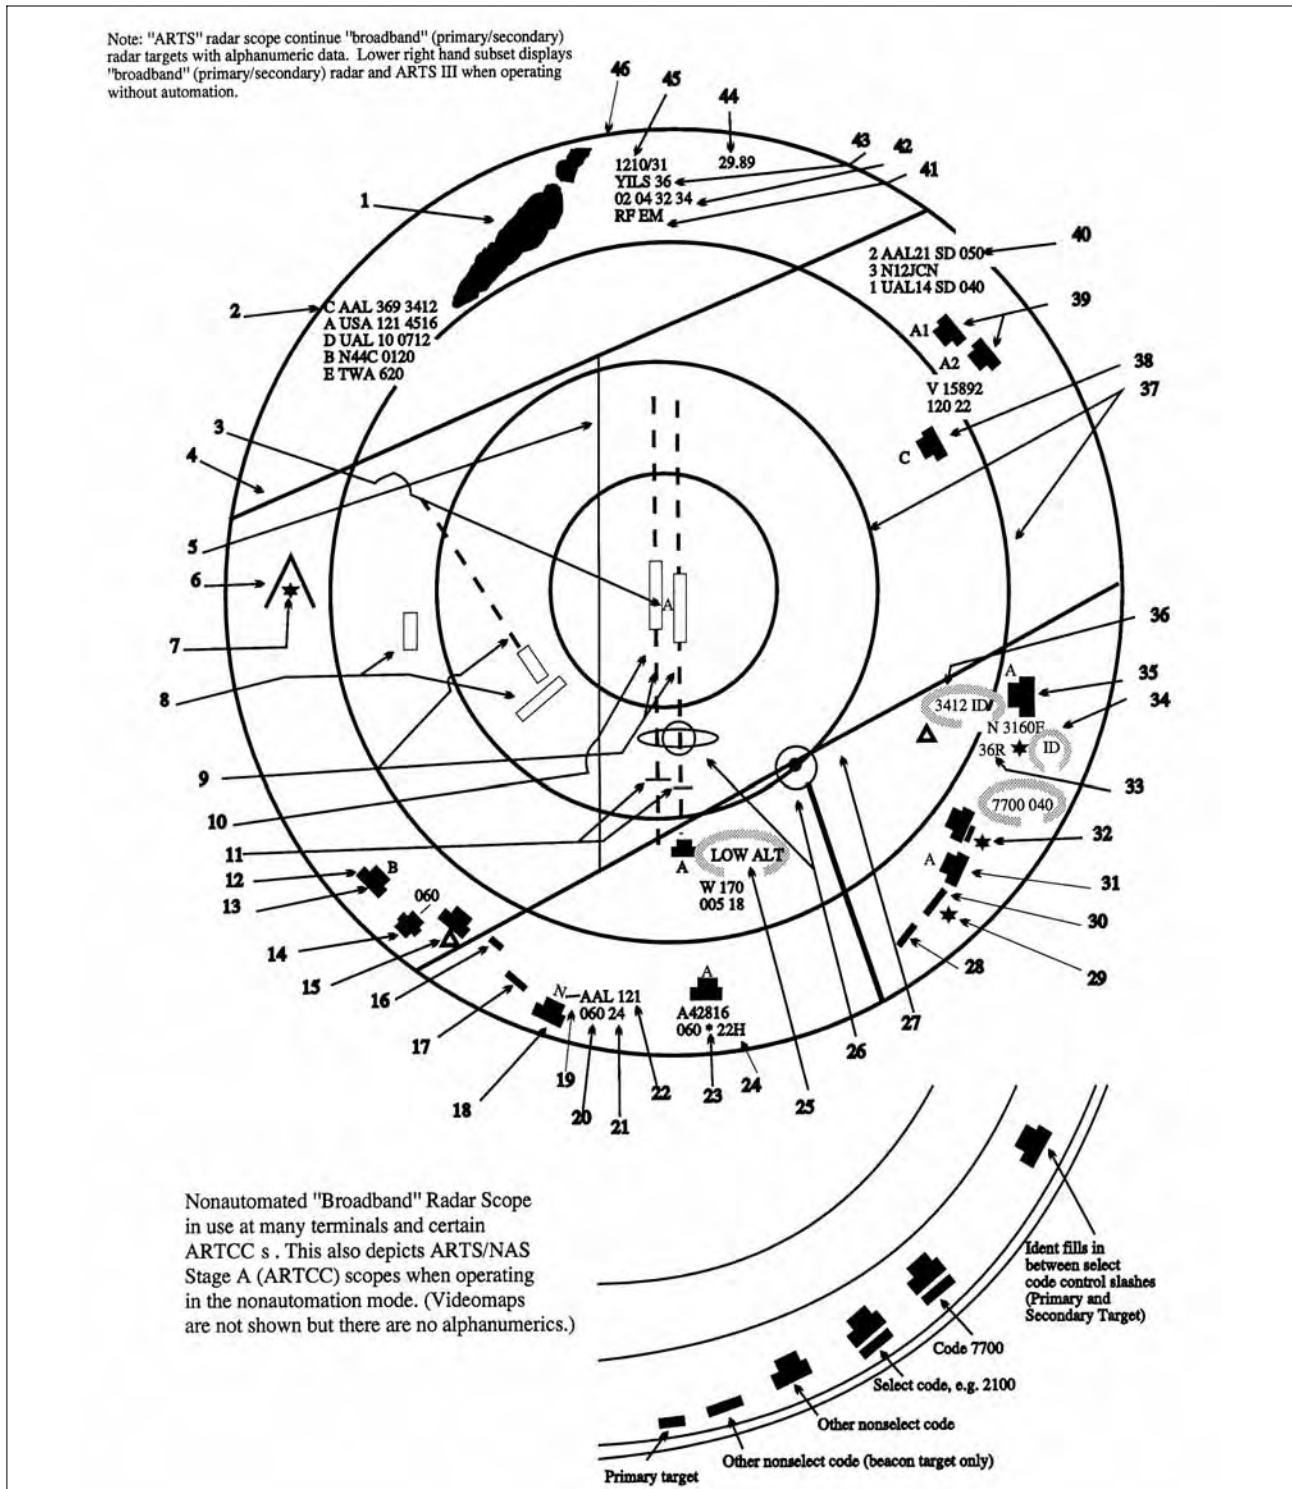 Note: "ARTS" radar scope continue "broadband" (primary/secondary)
radar targets with alphanumeric data. Lower right hand subset displays
"broadband" (primary/secondary) radar and ARTS III when operating
without automation.
46
45
44
43
42
41
1210/31
29.89
YILS 36
02 04 32 34
RF EM
1
40
2 AAL21 SD 050
3 N12JCN
1 UAL14 SD 040
2
C AAL 369 3412
A USA 121 4516
D UAL 10 0712
B N44C 0120
E TWA 620
39
A1
A2
38
37
V 15892
120 22
C
3
4
5
6
7
8
A
36
35
34
A
3412 ID
N 3160F
36R
ID
33
7700 040
9
10
11
32
12
13
B
060
LOW ALT
A
W 170
005 18
A
31
30
14
15
16
29
28
27
26
17
N
AAL 121
060 24
A
A42816
060 * 22H
18
19
20
21
22
23
24
25
Nonautomated "Broadband" Radar Scope
in use at many terminals and certain
ARTCC s . This also depicts ARTS/NAS
Stage A (ARTCC) scopes when operating
in the nonautomation mode. (Videomaps
are not shown but there are no alphanumerics.)
Ident fills in
between select
code control slashes
(Primary and
Secondary Target)
Code 7700
Select code, e.g. 2100
Other nonselect code
Other nonselect code (beacon target only)
Primary target